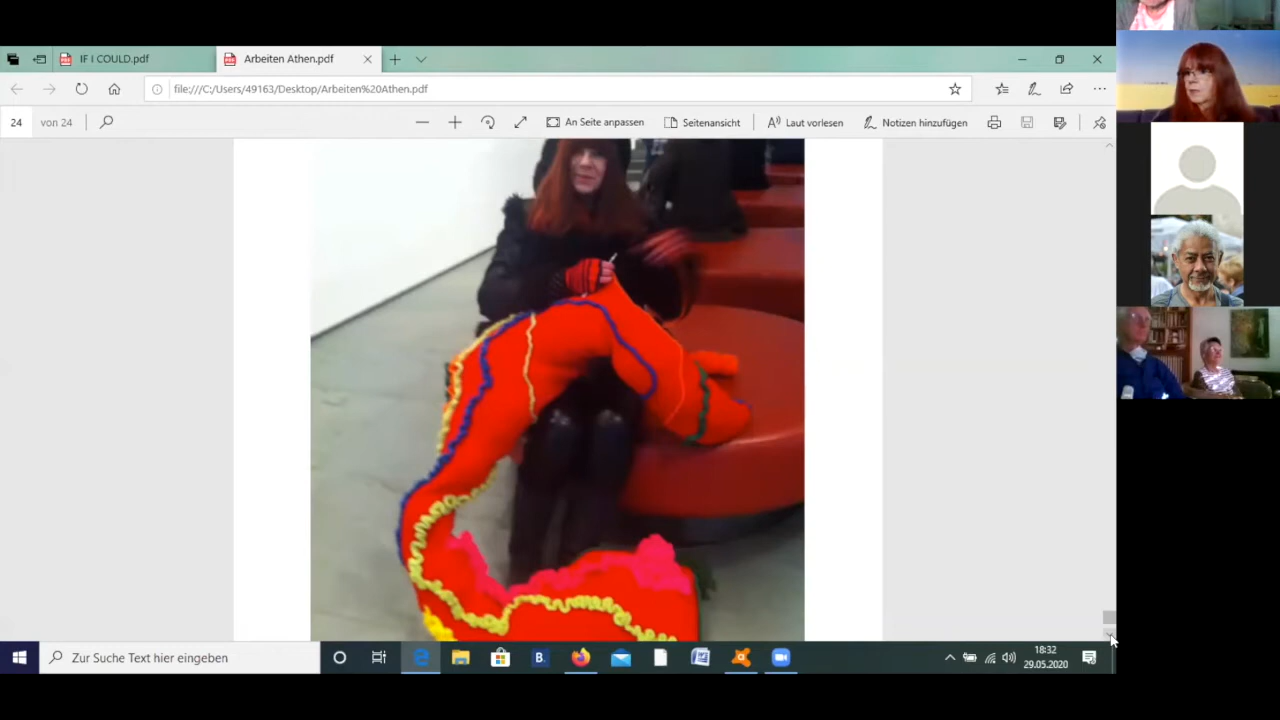 IF I COULD.pdf
Arbeiten Athen.pdf
file:///C:/Users/49163/Desktop/Arbeiten%20Athen.pdf
24 von 24
An Seite anpassen
Seitenansicht
Laut vorlesen
Notizen hinzufügen
Zur Suche Text hier eingeben
B.
18:32
29.05.2020